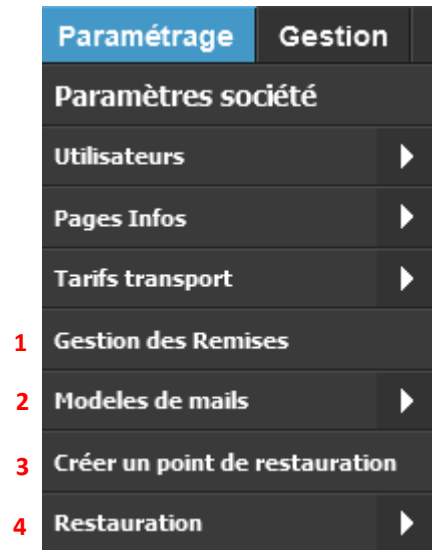 Paramétrage Gestion
Paramètres société
Utilisateurs
Pages Infos
Tarifs transport
1 Gestion des Remises
2 Modeles de mails
3 Créer un point de restauration
4 Restauration